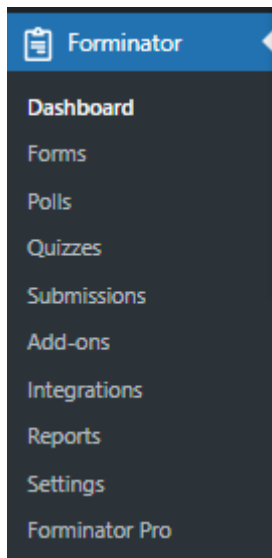 Forminator
Dashboard
Forms
Polls
Quizzes
Submissions
Add-ons
Integrations
Reports
Settings
Forminator Pro